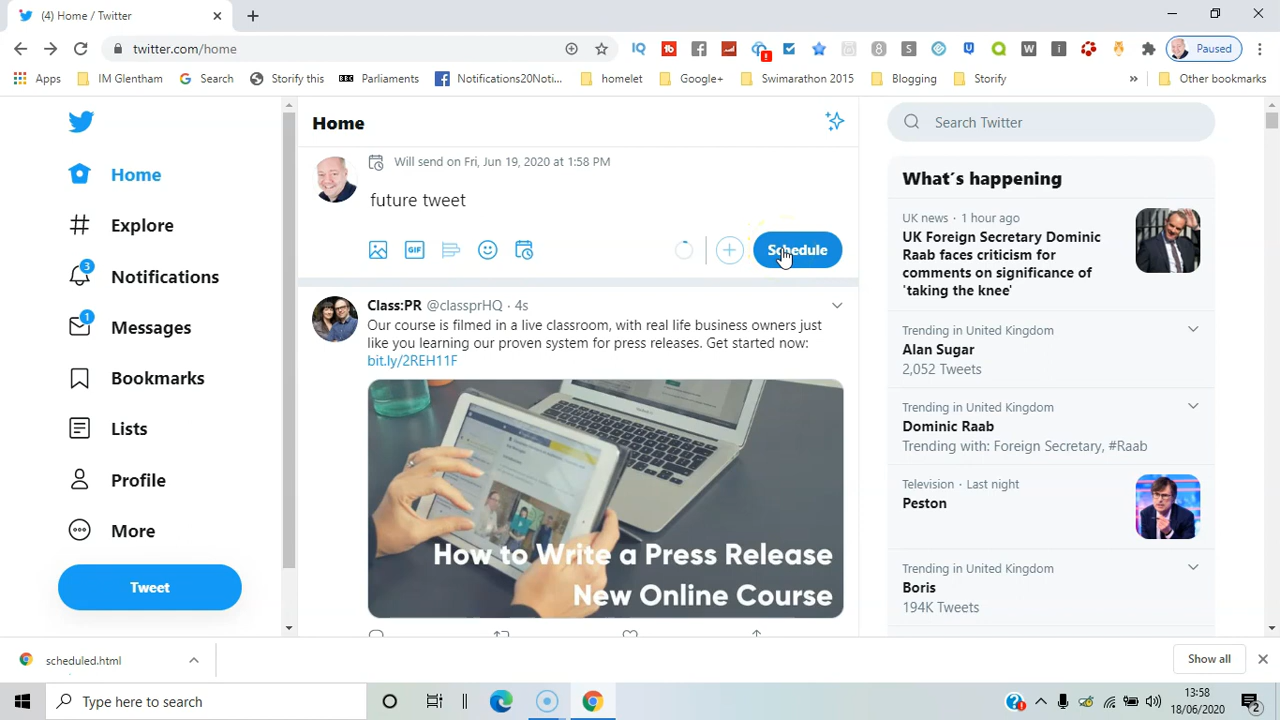 (4) Home / Twitter
twitter.com/home
Paused
Apps
IM Glentham
Search
Storify this
BBC Parliaments
Notifications20Noti...
homelet
Google+
Swimarathon 2015
Blogging
Storify
»
Other bookmarks
Home
Explore
3
Notifications
1
Messages
Bookmarks
Lists
Profile
More
Tweet
Home
Will send on Fri, Jun 19, 2020 at 1:58 PM
future tweet
GIF
Schedule
Class:PR @classprHQ · 4s
Our course is filmed in a live classroom, with real life business owners just
like you learning our proven system for press releases. Get started now:
bit.ly/2REH11F
How to Write a Press Release
New Online Course
Search Twitter
What´s happening
UK news · 1 hour ago
UK Foreign Secretary Dominic
Raab faces criticism for
comments on significance of
'taking the knee'
Trending in United Kingdom
Alan Sugar
2,052 Tweets
Trending in United Kingdom
Dominic Raab
Trending with: Foreign Secretary, #Raab
Television · Last night
Peston
Trending in United Kingdom
Boris
194K Tweets
scheduled.html
Show all
Type here to search
13:58
18/06/2020
2